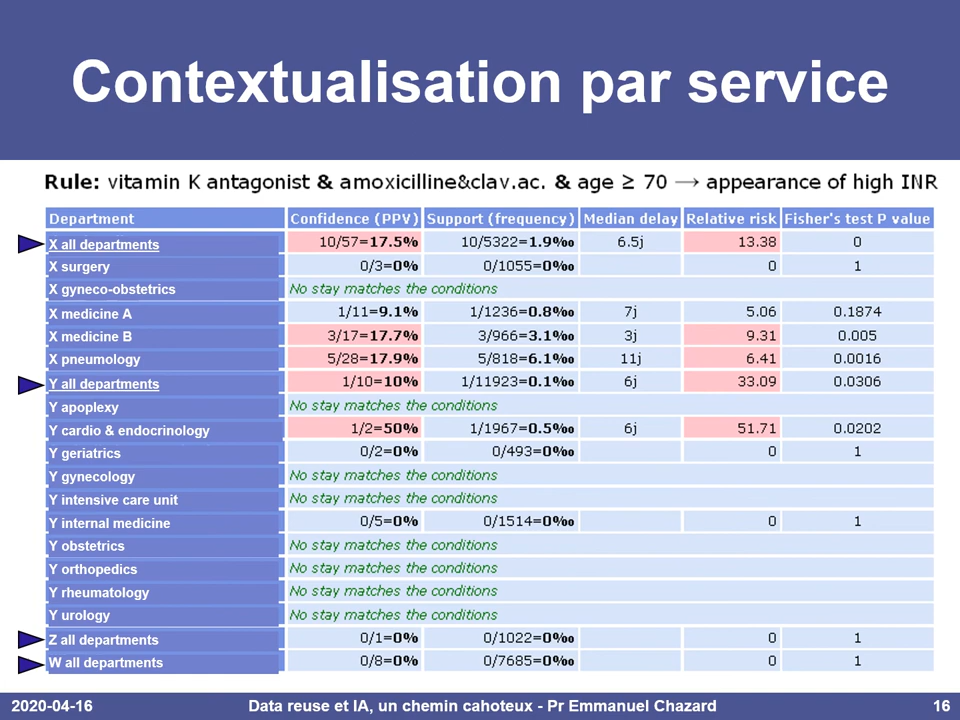 Contextualisation par service
Rule: vitamin K antagonist & amoxicilline&clav.ac. & age ≥ 70 → appearance of high INR
Department Confidence (PPV) Support (frequency) Median delay Relative risk Fisher's test P value
X all departments 10/57=17.5% 10/5322=1.9‰ 6.5j 13.38 0
X surgery 0/3=0% 0/1055=0‰ 0 1
X gyneco-obstetrics No stay matches the conditions
X medicine A 1/11=9.1% 1/1236=0.8‰ 7j 5.06 0.1874
X medicine B 3/17=17.7% 3/966=3.1‰ 3j 9.31 0.005
X pneumology 5/28=17.9% 5/818=6.1‰ 11j 6.41 0.0016
Y all departments 1/10=10% 1/11923=0.1‰ 6j 33.09 0.0306
Y apoplexy No stay matches the conditions
Y cardio & endocrinology 1/2=50% 1/1967=0.5‰ 6j 51.71 0.0202
Y geriatrics 0/2=0% 0/493=0‰ 0 1
Y gynecology No stay matches the conditions
Y intensive care unit No stay matches the conditions
Y internal medicine 0/5=0% 0/1514=0‰ 0 1
Y obstetrics No stay matches the conditions
Y orthopedics No stay matches the conditions
Y rheumatology No stay matches the conditions
Y urology No stay matches the conditions
Z all departments 0/1=0% 0/1022=0‰ 0 1
W all departments 0/8=0% 0/7685=0‰ 0 1
2020-04-16 Data reuse et IA, un chemin cahoteux - Pr Emmanuel Chazard 16